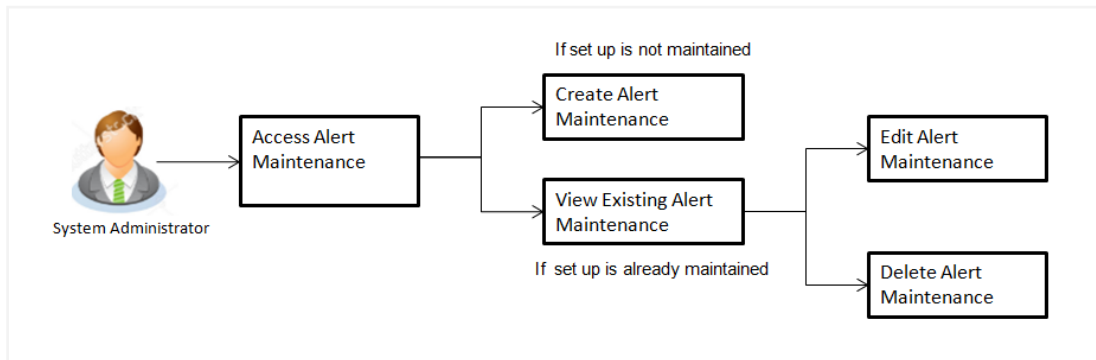 If set up is not maintained
Create Alert
Maintenance
Access Alert
Maintenance
Edit Alert
Maintenance
View Existing Alert
Maintenance
System Administrator
If set up is already maintained
Delete Alert
Maintenance